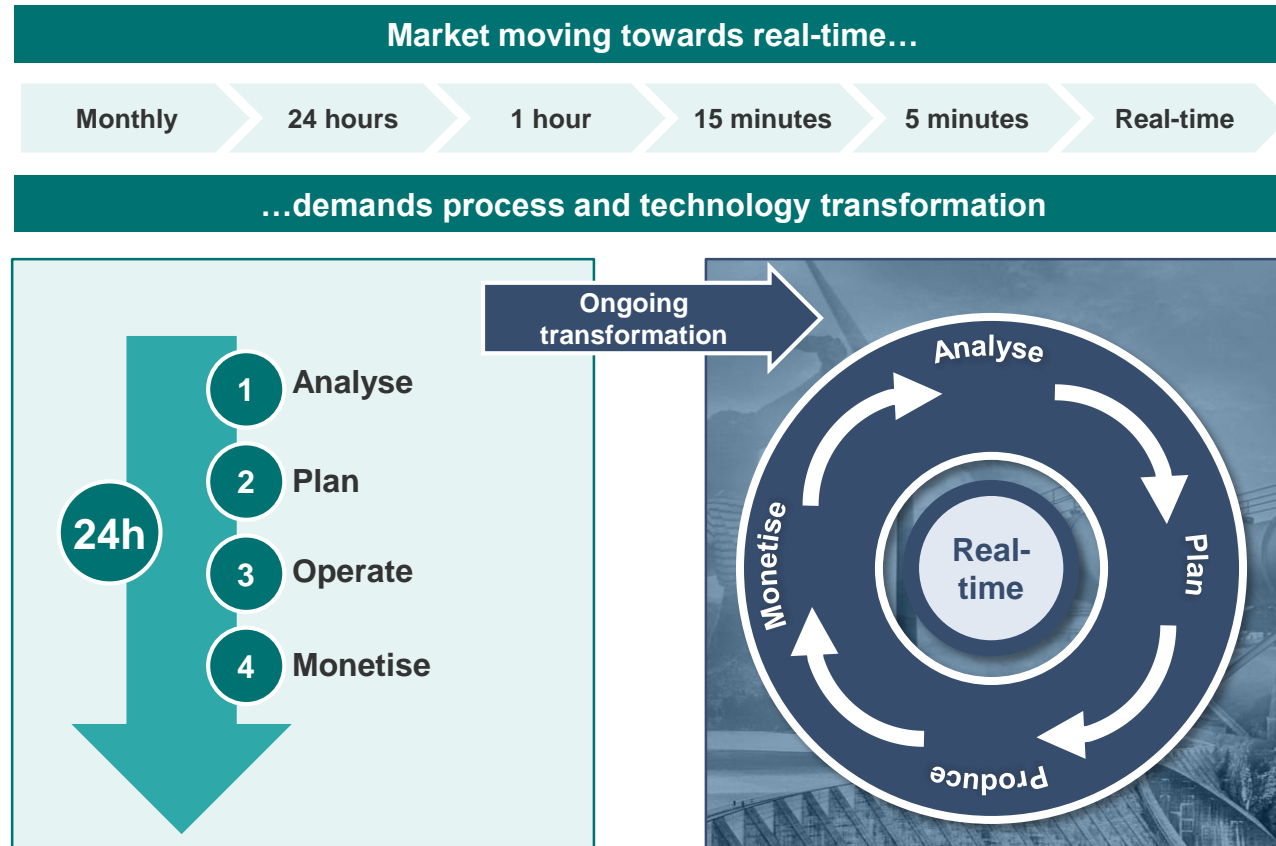 Market moving towards real-time…
Monthly
24 hours
1 hour
15 minutes
5 minutes
Real-time
…demands process and technology transformation
Ongoing
transformation
24h
1 Analyse
2 Plan
3 Operate
4 Monetise
Analyse
Plan
Produce
Monetise
Real-
time